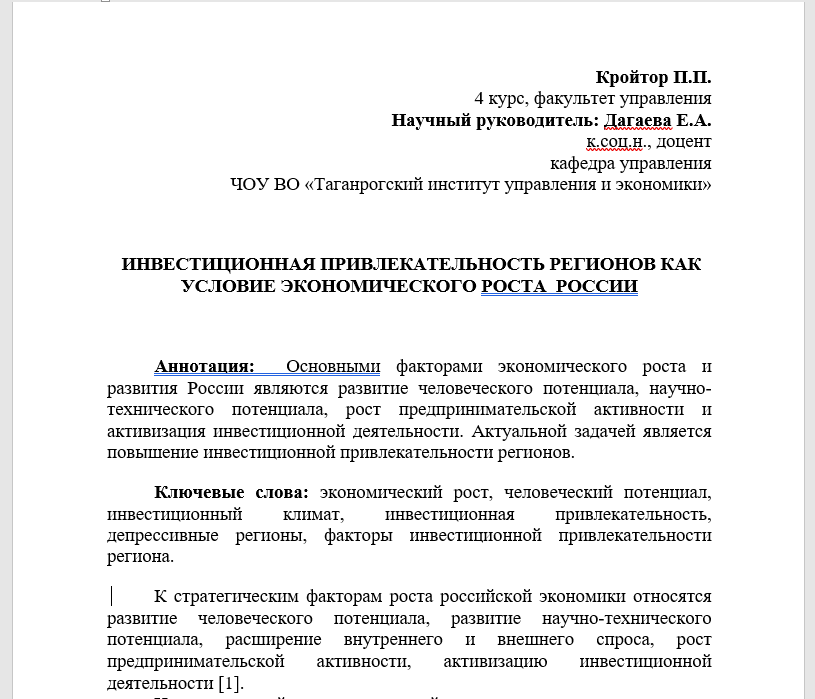 Кройтор П.П.
4 курс, факультет управления
Научный руководитель: Дагаева Е.А.
к.соц.н., доцент
кафедра управления
ЧОУ ВО «Таганрогский институт управления и экономики»
ИНВЕСТИЦИОННАЯ ПРИВЛЕКАТЕЛЬНОСТЬ РЕГИОНОВ КАК
УСЛОВИЕ ЭКОНОМИЧЕСКОГО РОСТА РОССИИ
Аннотация: Основными факторами экономического роста и
развития России являются развитие человеческого потенциала, научно-
технического потенциала, рост предпринимательской активности и
активизация инвестиционной деятельности. Актуальной задачей является
повышение инвестиционной привлекательности регионов.
Ключевые слова: экономический рост, человеческий потенциал,
инвестиционный климат, инвестиционная привлекательность,
депрессивные регионы, факторы инвестиционной привлекательности
региона.
К стратегическим факторам роста российской экономики относятся
развитие человеческого потенциала, развитие научно-технического
потенциала, расширение внутреннего и внешнего спроса, рост
предпринимательской активности, активизацию инвестиционной
деятельности [1].